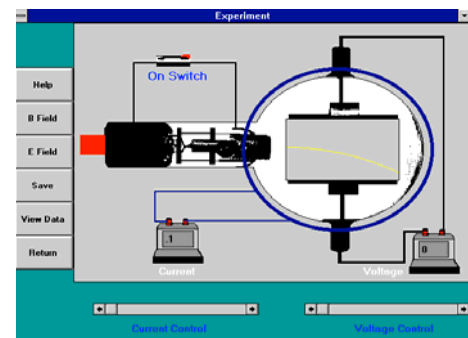 Experiment
On Switch
Help
B Field
E Field
Save
View Data
Return
.1
0
Current
Voltage
Current Control
Voltage Control